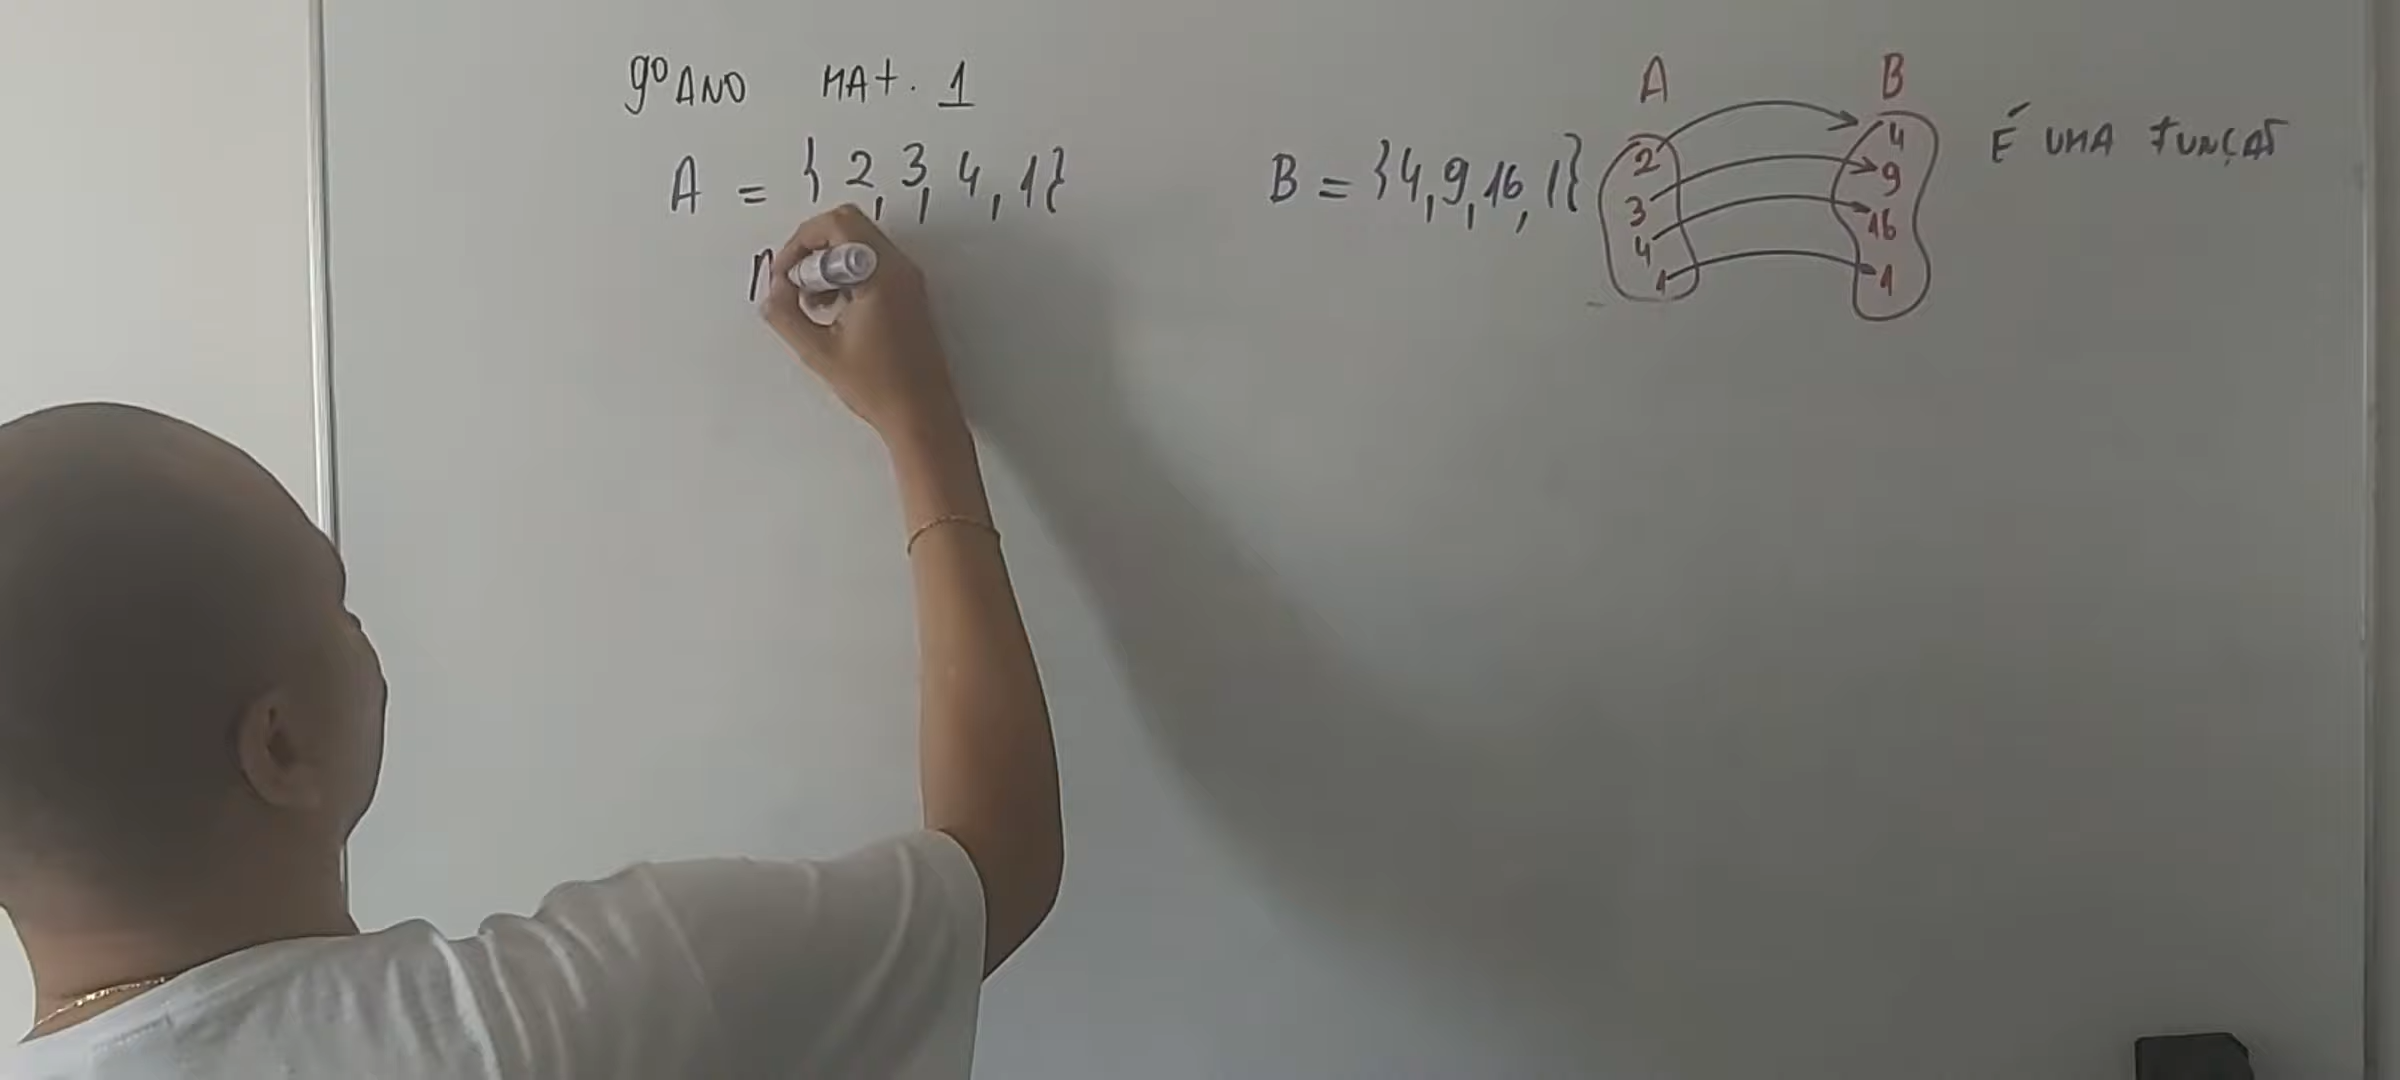 9º ANO MAT. 1
A = {2, 3, 4, 1}
B = {4, 9, 16, 1}
A B
2 4
3 9
4 16
1 1
É UMA FUNÇÃO